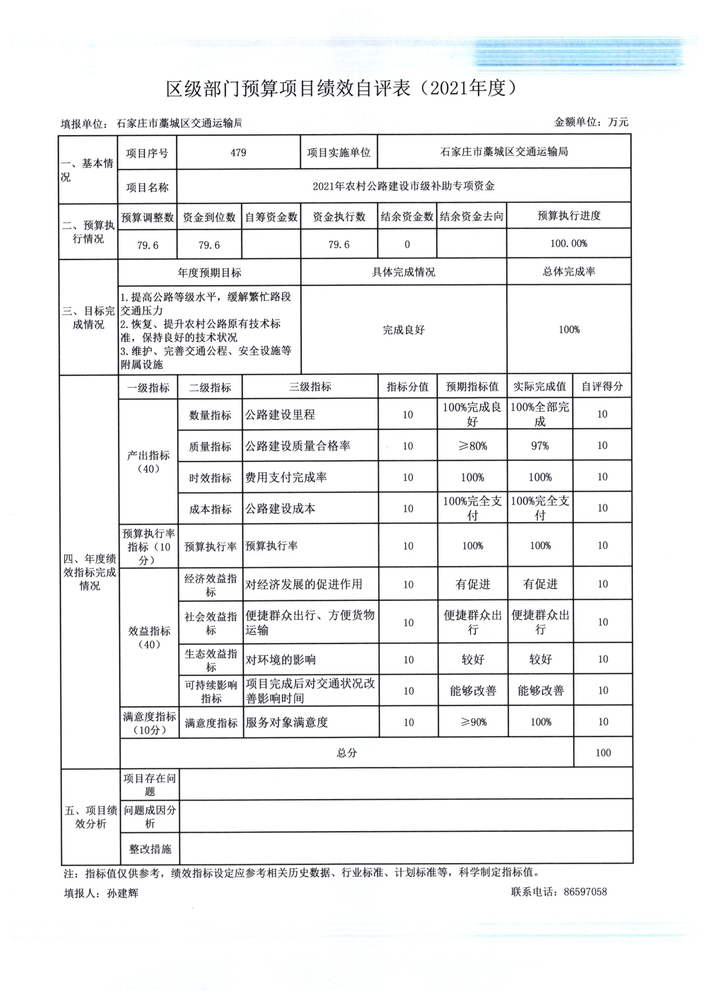 区级部门预算项目绩效自评表（2021年度）
填报单位： 石家庄市藁城区交通运输局
金额单位：万元
一、基本情
况
项目序号
479
项目实施单位
石家庄市藁城区交通运输局
项目名称
2021年农村公路建设市级补助专项资金
二、预算执
行情况
预算调整数
资金到位数
自筹资金数
资金执行数
结余资金数
结余资金去向
预算执行进度
79.6
79.6
79.6
0
100.00%
三、目标完
成情况
年度预期目标
具体完成情况
总体完成率
1.提高公路等级水平，缓解繁忙路段
交通压力
2.恢复、提升农村公路原有技术标
准，保持良好的技术状况
3.维护、完善交通公程、安全设施等
附属设施
完成良好
100%
四、年度绩
效指标完成
情况
一级指标
二级指标
三级指标
指标分值
预期指标值
实际完成值
自评得分
产出指标
（40）
数量指标
公路建设里程
10
100%完成良
好
100%全部完
成
10
质量指标
公路建设质量合格率
10
≥80%
97%
10
时效指标
费用支付完成率
10
100%
100%
10
成本指标
公路建设成本
10
100%完全支
付
100%完全支
付
10
预算执行率
指标（10
分）
预算执行率
预算执行率
10
100%
100%
10
效益指标
（40）
经济效益指
标
对经济发展的促进作用
10
有促进
有促进
10
社会效益指
标
便捷群众出行、方便货物
运输
10
便捷群众出
行
便捷群众出
行
10
生态效益指
标
对环境的影响
10
较好
较好
10
可持续影响
指标
项目完成后对交通状况改
善影响时间
10
能够改善
能够改善
10
满意度指标
（10分）
满意度指标
服务对象满意度
10
≥90%
100%
10
总分
100
五、项目绩
效分析
项目存在问
题
问题成因分
析
整改措施
注：指标值仅供参考，绩效指标设定应参考相关历史数据、行业标准、计划标准等，科学制定指标值。
填报人：孙建辉
联系电话：86597058